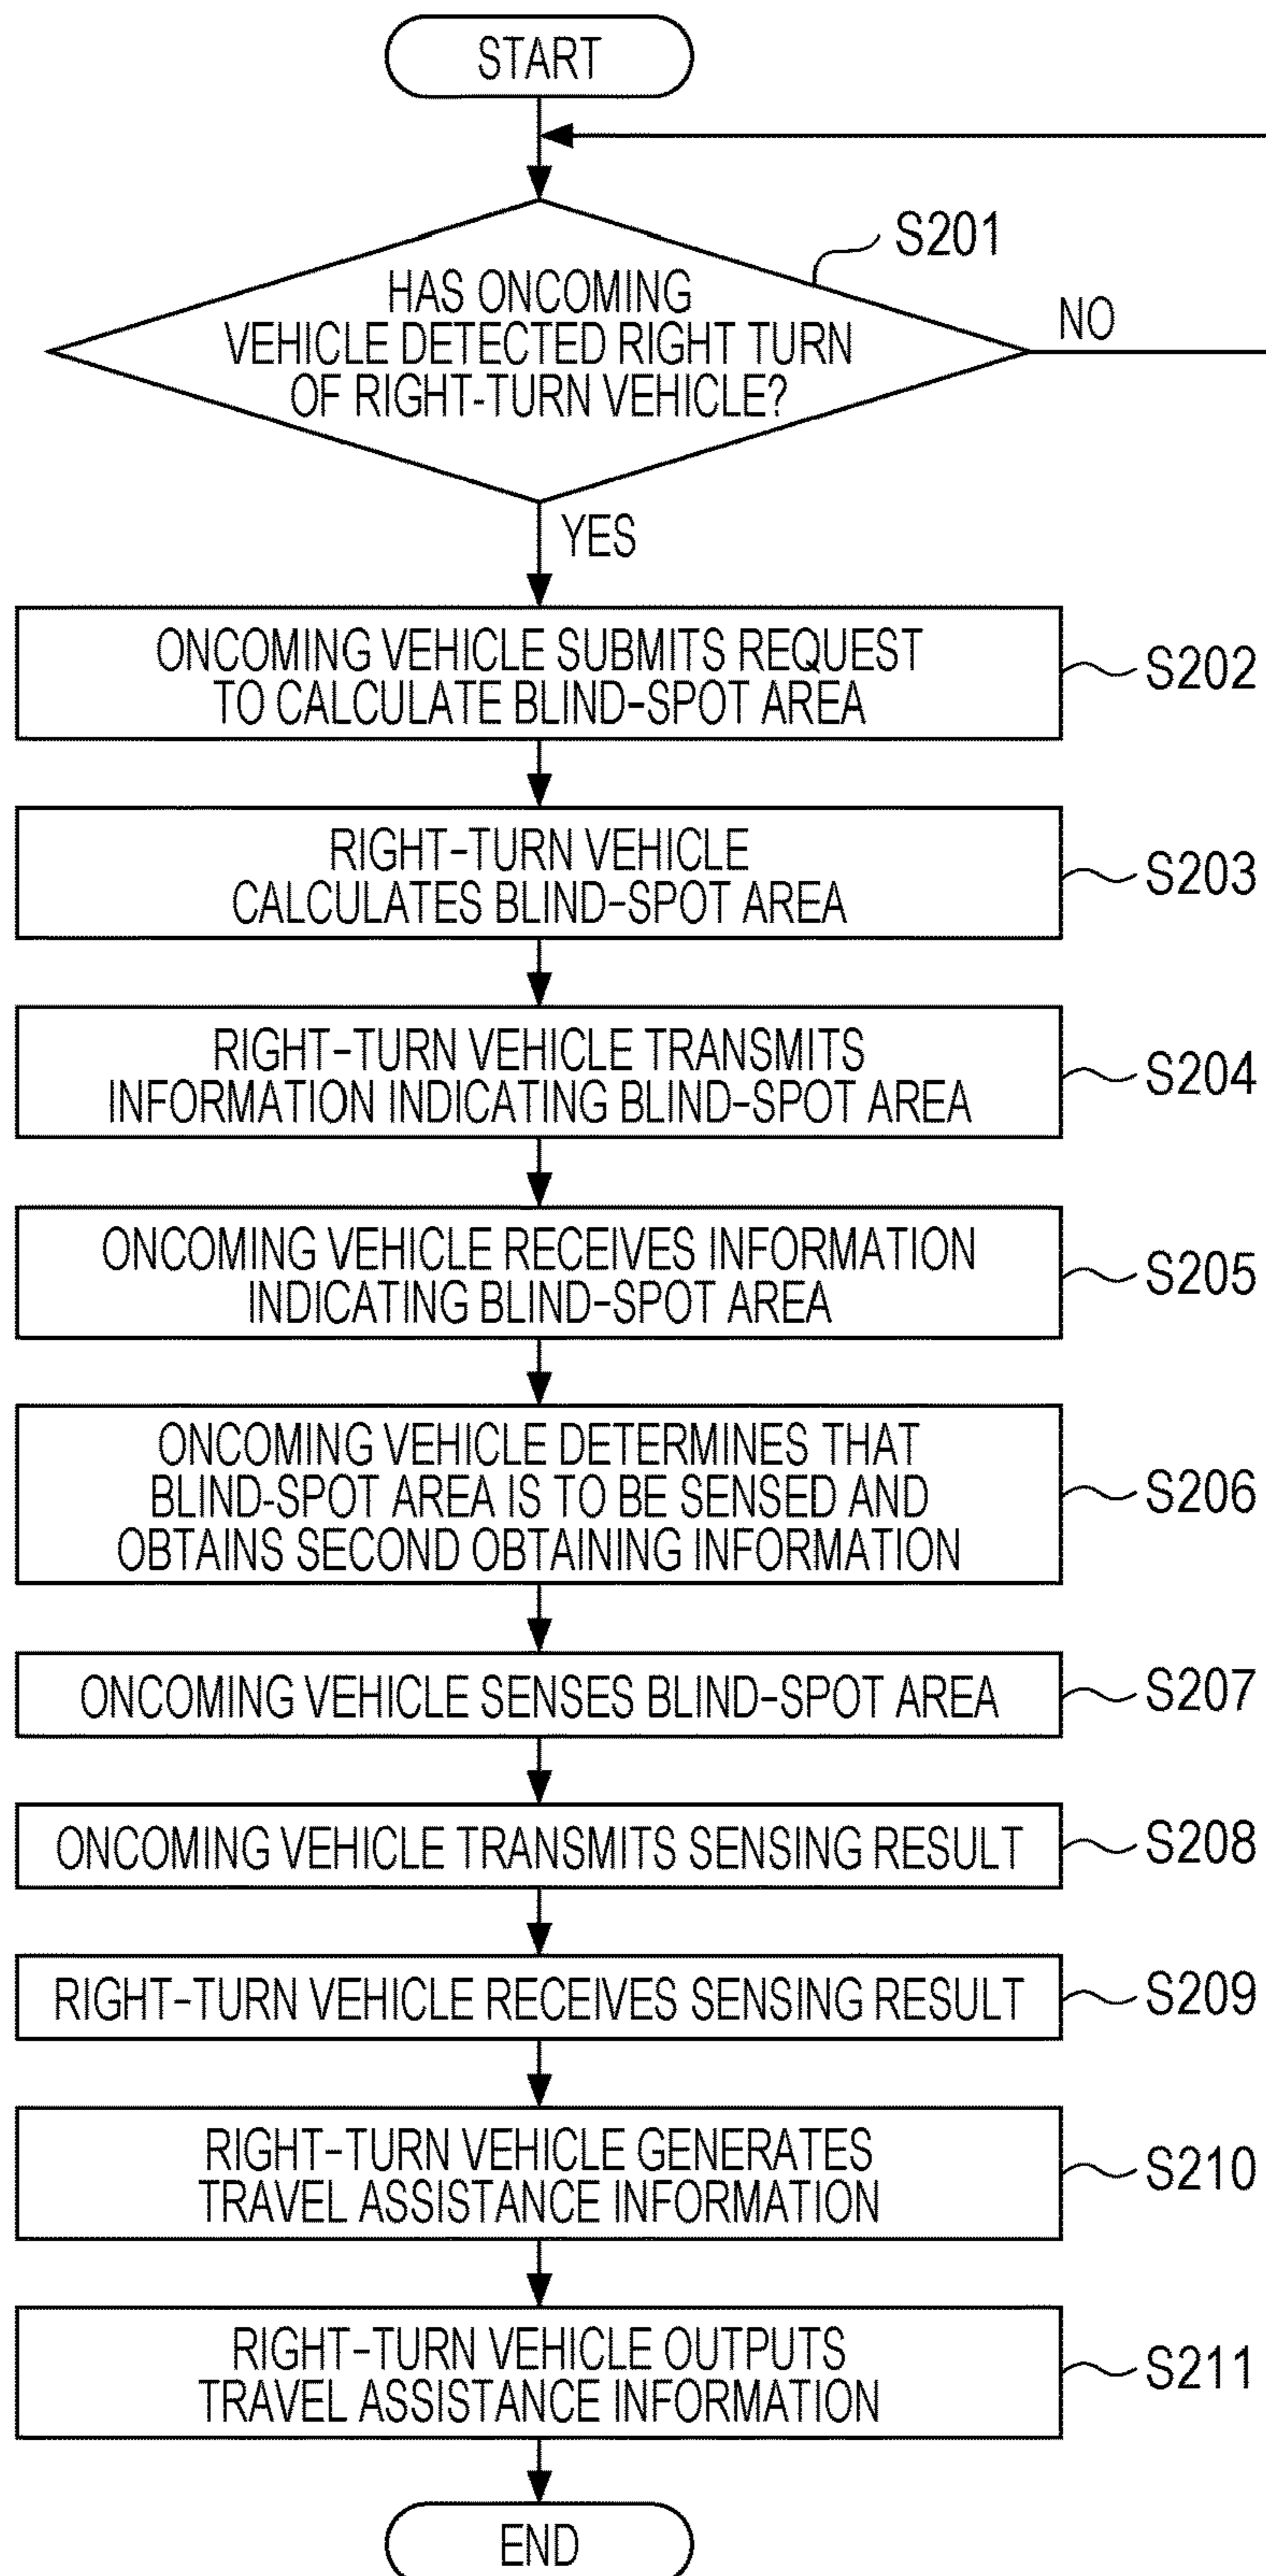 START
S201
HAS ONCOMING
VEHICLE DETECTED RIGHT TURN
OF RIGHT-TURN VEHICLE?
NO
YES
ONCOMING VEHICLE SUBMITS REQUEST
TO CALCULATE BLIND-SPOT AREA
S202
RIGHT-TURN VEHICLE
CALCULATES BLIND-SPOT AREA
S203
RIGHT-TURN VEHICLE TRANSMITS
INFORMATION INDICATING BLIND-SPOT AREA
S204
ONCOMING VEHICLE RECEIVES INFORMATION
INDICATING BLIND-SPOT AREA
S205
ONCOMING VEHICLE DETERMINES THAT
BLIND-SPOT AREA IS TO BE SENSED AND
OBTAINS SECOND OBTAINING INFORMATION
S206
ONCOMING VEHICLE SENSES BLIND-SPOT AREA
S207
ONCOMING VEHICLE TRANSMITS SENSING RESULT
S208
RIGHT-TURN VEHICLE RECEIVES SENSING RESULT
S209
RIGHT-TURN VEHICLE GENERATES
TRAVEL ASSISTANCE INFORMATION
S210
RIGHT-TURN VEHICLE OUTPUTS
TRAVEL ASSISTANCE INFORMATION
S211
END